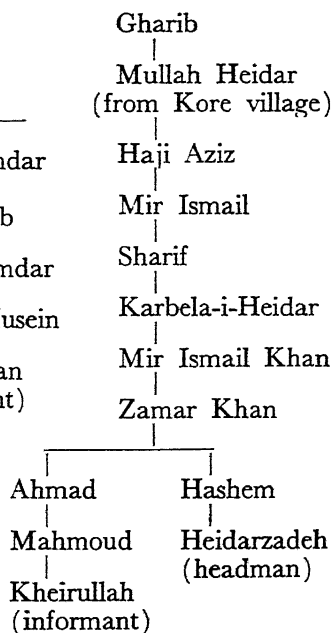 Gharib
Mullah Heidar
(from Kore village)
ndar
Haji Aziz
b
Mir Ismail
mdar
Sharif
usein
Karbela-i-Heidar
an
Mir Ismail Khan
nt)
Zamar Khan
Ahmad Hashem
Mahmoud Heidarzadeh
(headman)
Kheirullah
(informant)